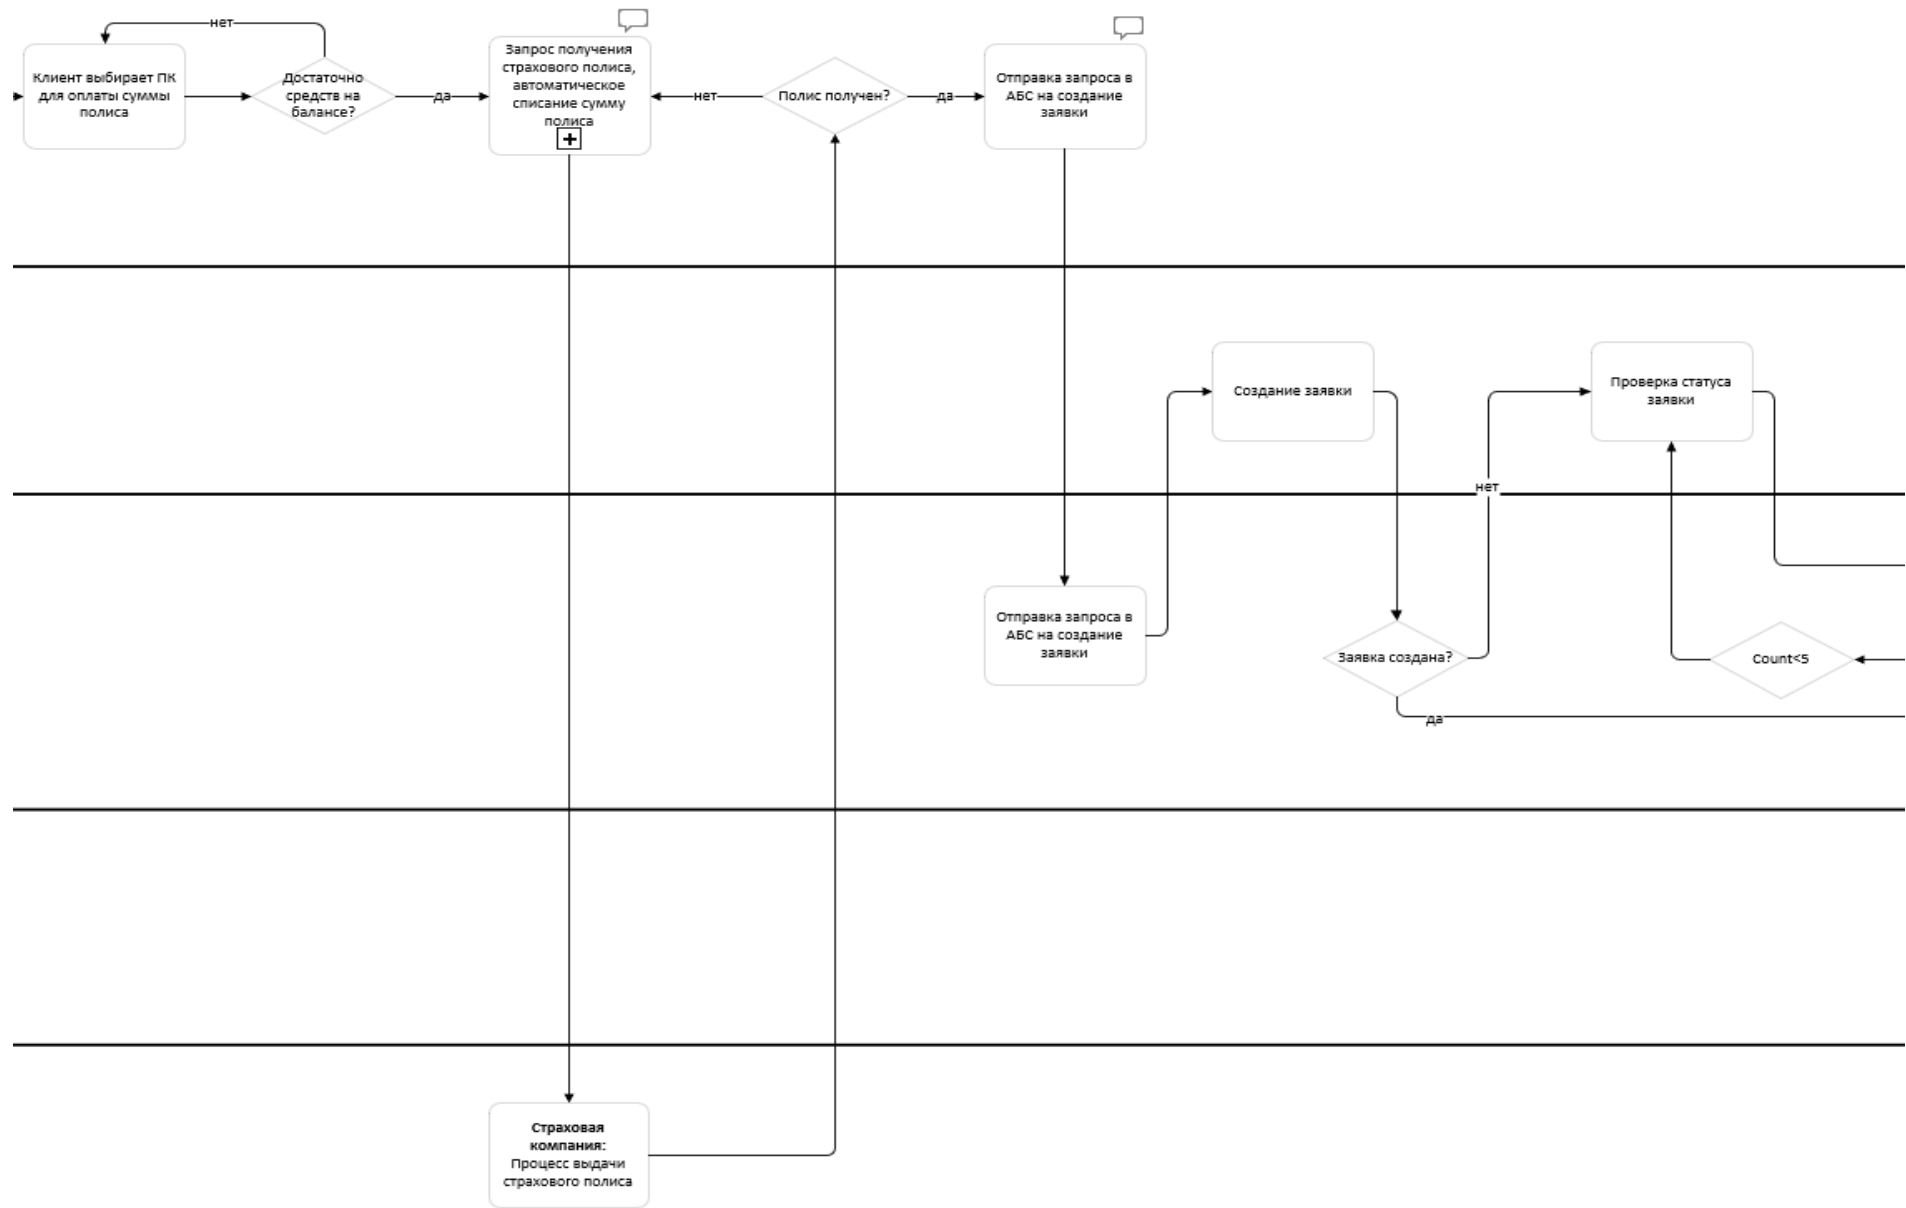 нет
Клиент выбирает ПК
для оплаты суммы
полиса
Достаточно
средств на
балансе?
да
Запрос получения
страхового полиса,
автоматическое
списание сумму
полиса
нет
Полис получен?
да
Отправка запроса в
АБС на создание
заявки
Создание заявки
Проверка статуса
заявки
нет
Отправка запроса в
АБС на создание
заявки
Заявка создана?
Count<5
да
Страховая
компания:
Процесс выдачи
страхового полиса